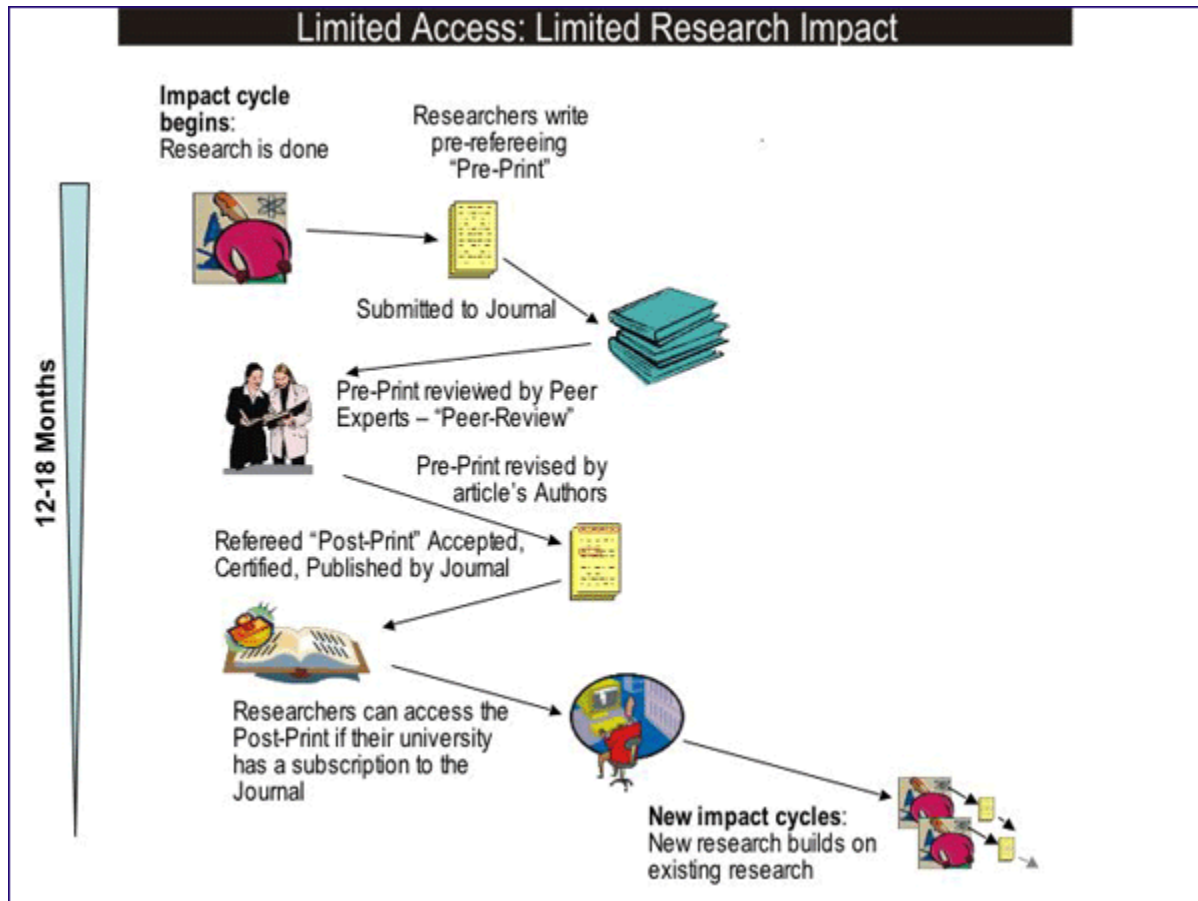 Limited Access: Limited Research Impact
Impact cycle
begins:
Research is done
Researchers write
pre-refereeing
“Pre-Print”
Submitted to Journal
12-18 Months
Pre-Print reviewed by Peer
Experts – “Peer-Review”
Pre-Print revised by
article’s Authors
Refereed “Post-Print” Accepted,
Certified, Published by Journal
Researchers can access the
Post-Print if their university
has a subscription to the
Journal
New impact cycles:
New research builds on
existing research